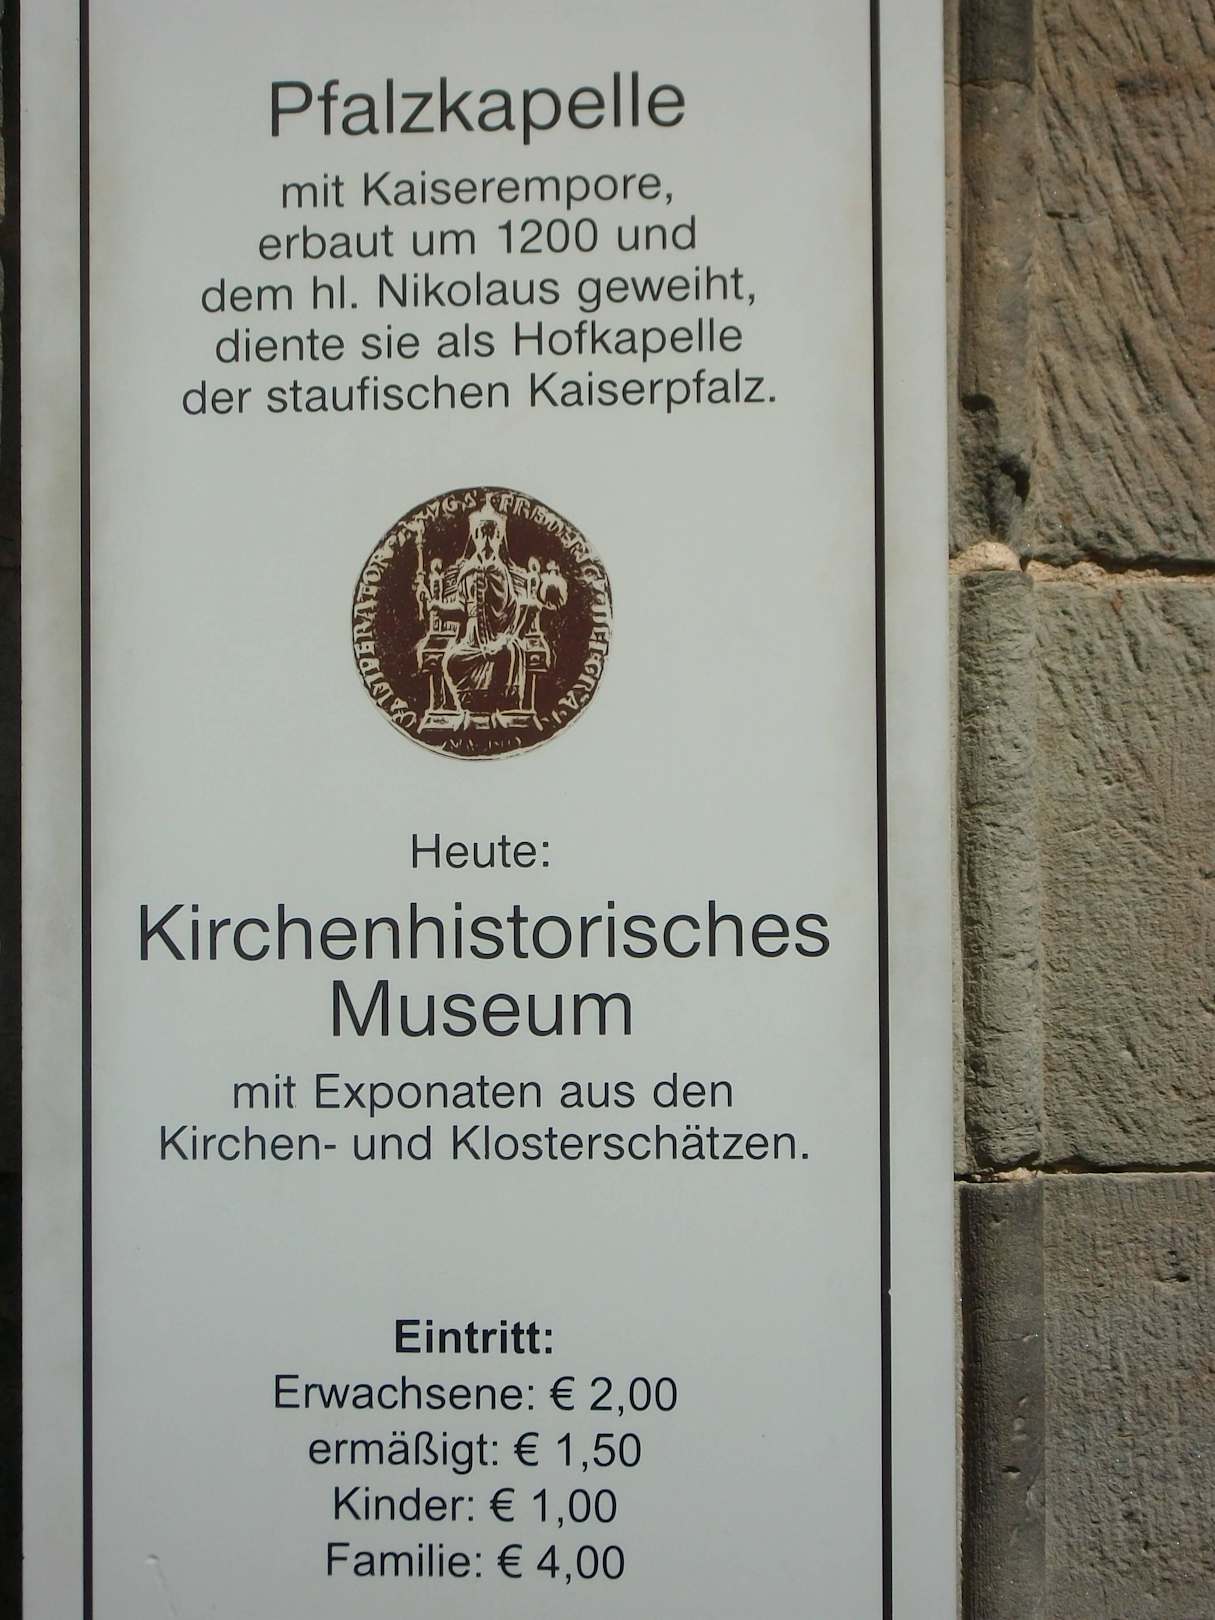 Pfalzkapelle
mit Kaiserempore,
erbaut um 1200 und
dem hl. Nikolaus geweiht,
diente sie als Hofkapelle
der staufischen Kaiserpfalz.
IMPERATOR
Heute:
Kirchenhistorisches
Museum
mit Exponaten aus den
Kirchen- und Klosterschätzen.
Eintritt:
Erwachsene: € 2,00
ermäßigt: € 1,50
Kinder: € 1,00
Familie: € 4,00